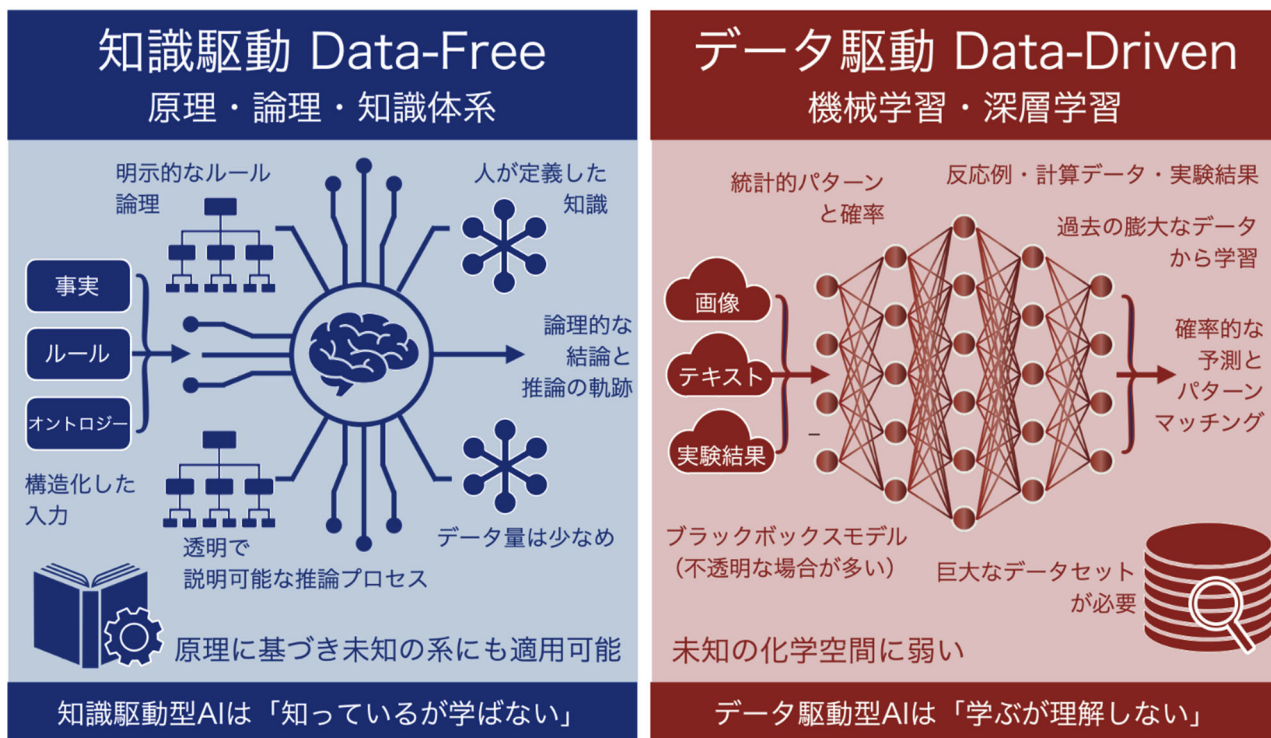 知識駆動 Data-Free
原理・論理・知識体系
明示的なルール
論理
人が定義した
知識
事実
ルール
オントロジー
構造化した
入力
論理的な
結論と
推論の軌跡
透明で
説明可能な推論プロセス
データ量は少なめ
原理に基づき未知の系にも適用可能
知識駆動型AIは「知っているが学ばない」
データ駆動 Data-Driven
機械学習・深層学習
統計的パターン
と確率
反応例・計算データ・実験結果
過去の膨大なデータ
から学習
画像
テキスト
実験結果
確率的な
予測と
パターン
マッチング
ブラックボックスモデル
（不透明な場合が多い）
巨大なデータセット
が必要
未知の化学空間に弱い
データ駆動型AIは「学ぶが理解しない」